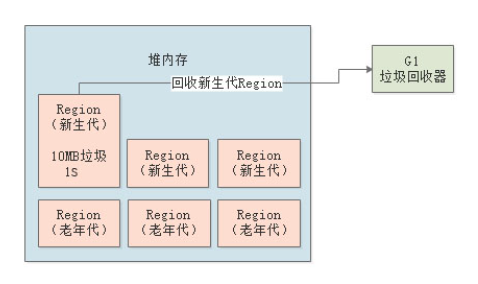 堆内存
G1
垃圾回收器
回收新生代Region
Region
（新生代）
10MB垃圾
1S
Region
（新生代）
Region
（新生代）
Region
（老年代）
Region
（老年代）
Region
（老年代）